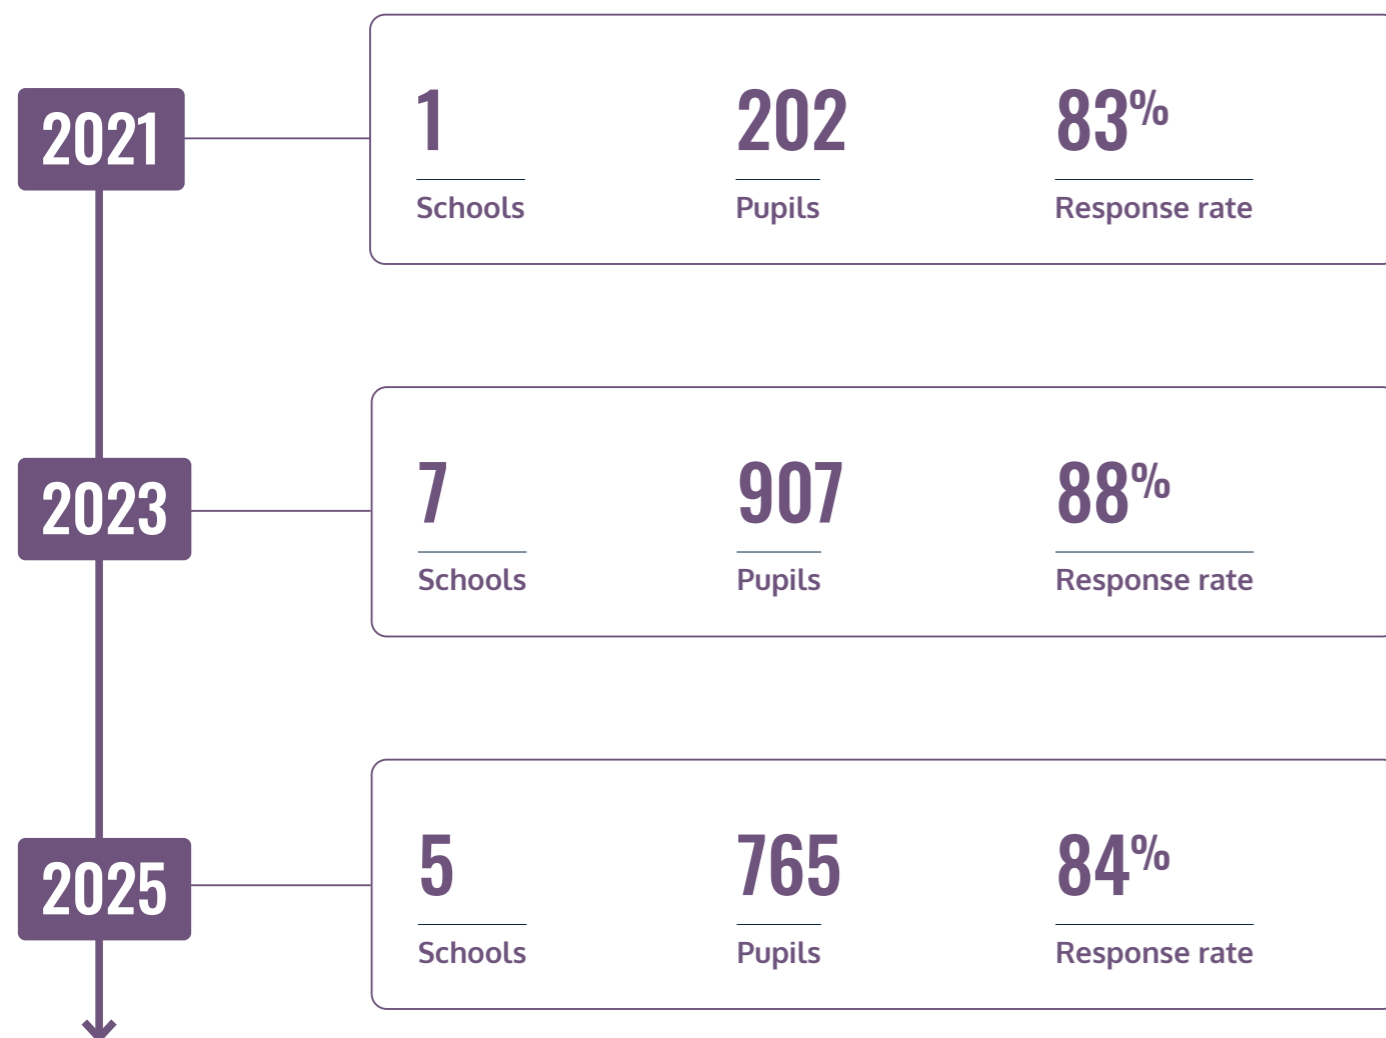 2021
1 202 83%
Schools Pupils Response rate
2023
7 907 88%
Schools Pupils Response rate
2025
5 765 84%
Schools Pupils Response rate